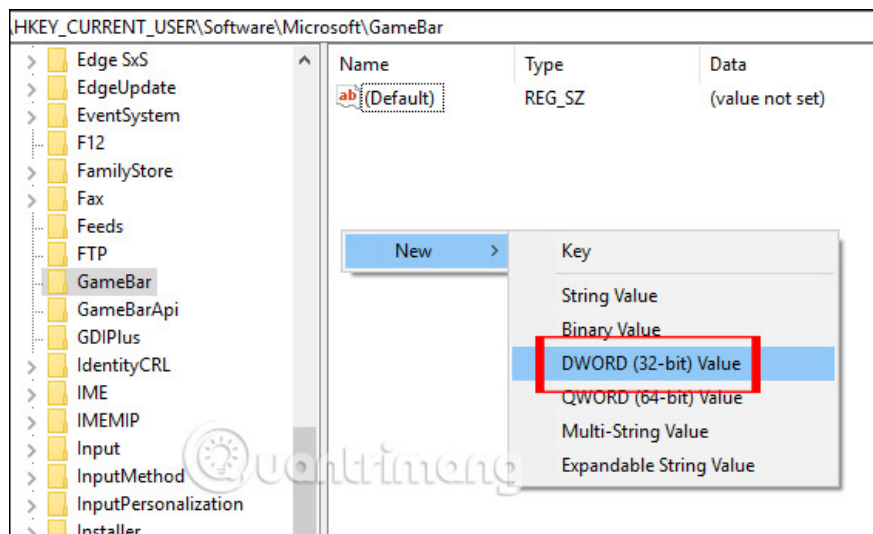 \HKEY_CURRENT_USER\Software\Microsoft\GameBar
Edge SxS
EdgeUpdate
EventSystem
F12
FamilyStore
Fax
Feeds
FTP
GameBar
GameBarApi
GDIPlus
IdentityCRL
IME
IMEMIP
Input
InputMethod
InputPersonalization
Installer
Name Type Data
ab (Default) REG_SZ (value not set)
New
Key
String Value
Binary Value
DWORD (32-bit) Value
QWORD (64-bit) Value
Multi-String Value
Expandable String Value
Quantrimang